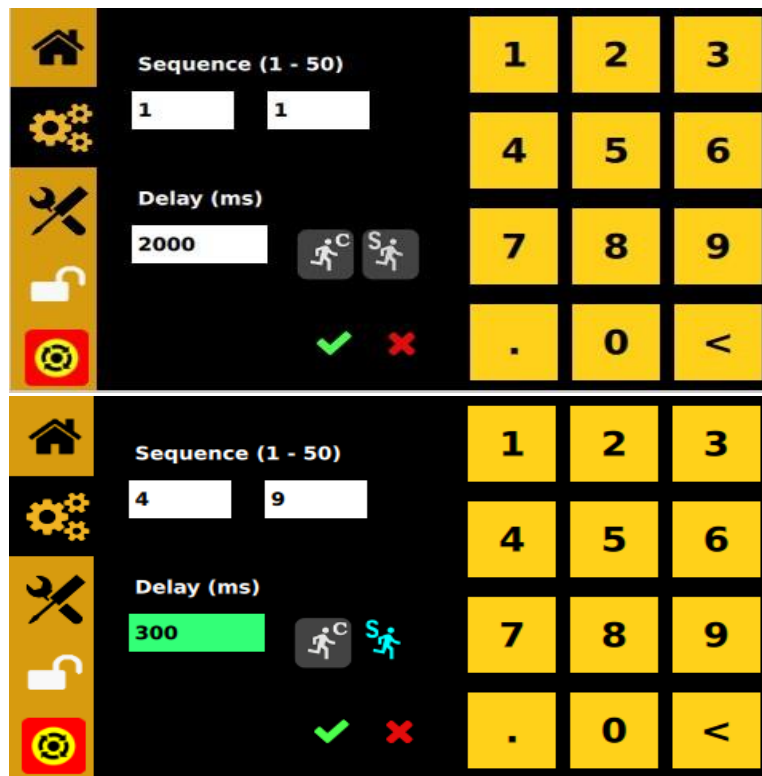 Sequence (1 - 50)
1 1
Delay (ms)
2000
C S
1 2 3
4 5 6
7 8 9
. 0 <
Sequence (1 - 50)
4 9
Delay (ms)
300
C S
1 2 3
4 5 6
7 8 9
. 0 <